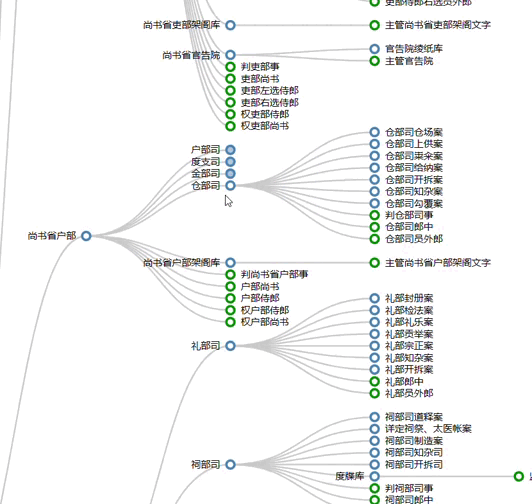 吏部侍郎右选员外郎
尚书省吏部架阁库
主管尚书省吏部架阁文字
尚书省官告院
官告院绫纸库
主管官告院
判吏部事
吏部尚书
吏部左选侍郎
吏部右选侍郎
权吏部侍郎
权吏部尚书
户部司
度支司
金部司
仓部司
仓部司仓场案
仓部司上供案
仓部司粜籴案
仓部司给纳案
仓部司开拆案
仓部司知杂案
仓部司勾覆案
判仓部司事
仓部司郎中
仓部司员外郎
尚书省户部
尚书省户部架阁库
主管尚书省户部架阁文字
判尚书省户部事
户部尚书
户部侍郎
权户部侍郎
权户部尚书
礼部司
礼部封册案
礼部检法案
礼部礼乐案
礼部贡举案
礼部宗正案
礼部知杂案
礼部开拆案
礼部郎中
礼部员外郎
祠部司
祠部司道释案
详定祠祭、太医帐案
祠部司制造案
祠部司知杂司
祠部司开拆司
度牒库
判祠部司事
祠部司郎中